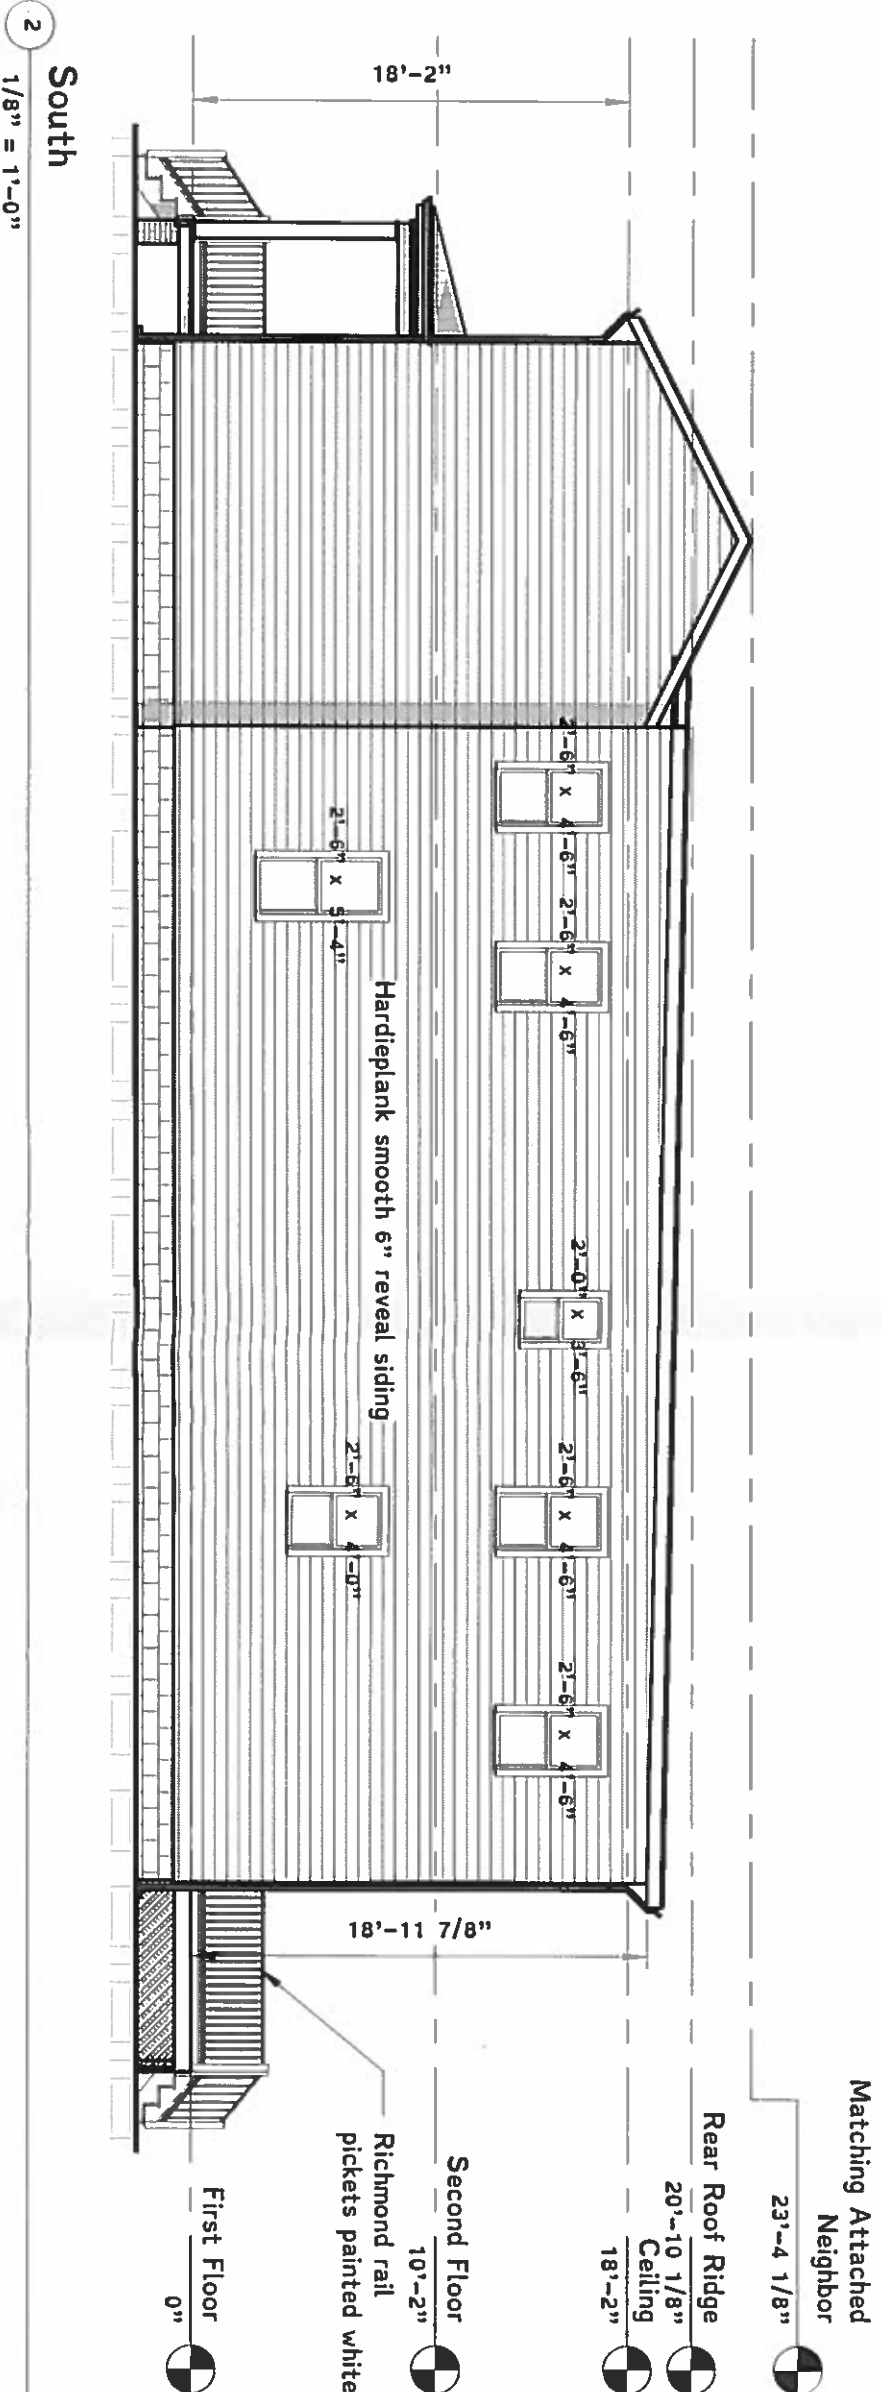 Matching Attached
Neighbor
23'-4 1/8"
Rear Roof Ridge
20'-10 1/8"
Ceiling
18'-2"
Second Floor
10'-2"
Richmond rail
pickets painted white
First Floor
0"
18'-2"
18'-11 7/8"
2'-6" x 4'-6"
2'-6" x 4'-6"
2'-0" x 3'-6"
2'-6" x 4'-6"
2'-6" x 4'-6"
2'-6" x 5'-4"
Hardieplank smooth 6" reveal siding
2'-6" x 4'-0"
2
South
1/8" = 1'-0"